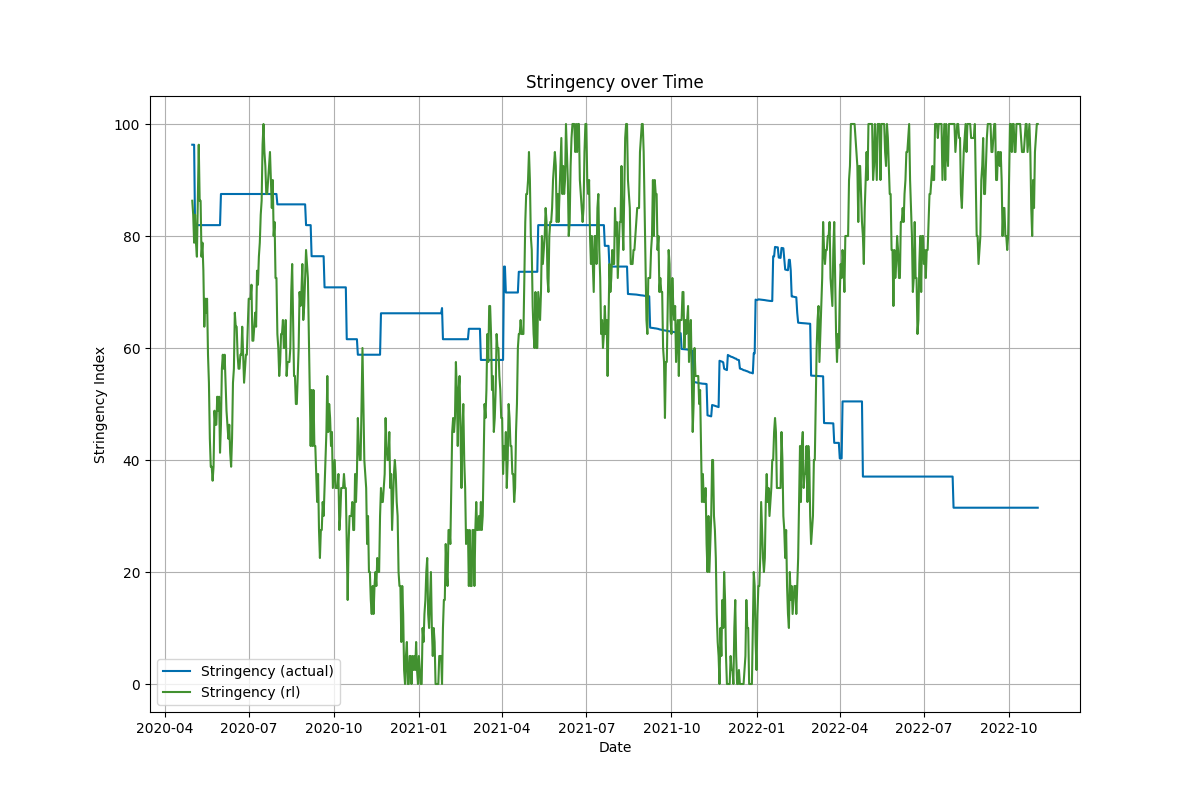 Stringency over Time
Stringency Index
100
80
60
40
20
0
Stringency (actual)
Stringency (rl)
2020-04 2020-07 2020-10 2021-01 2021-04 2021-07 2021-10 2022-01 2022-04 2022-07 2022-10
Date